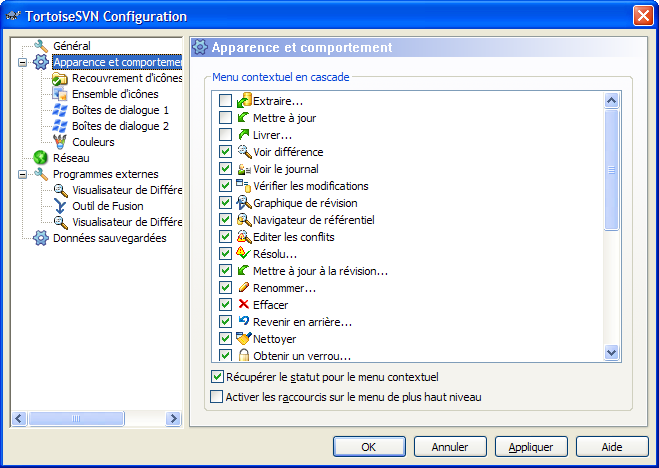 TortoiseSVN Configuration
Général
Apparence et comportemen
Recouvrement d'icônes
Ensemble d'icônes
Boîtes de dialogue 1
Boîtes de dialogue 2
Couleurs
Réseau
Programmes externes
Visualisateur de Différe
Outil de Fusion
Visualisateur de Différe
Données sauvegardées
Apparence et comportement
Menu contextuel en cascade
Extraire...
Mettre à jour
Livrer...
Voir différence
Voir le journal
Vérifier les modifications
Graphique de révision
Navigateur de référentiel
Editer les conflits
Résolu...
Mettre à jour à la révision...
Renommer...
Effacer
Revenir en arrière...
Nettoyer
Obtenir un verrou...
Récupérer le statut pour le menu contextuel
Activer les raccourcis sur le menu de plus haut niveau
OK
Annuler
Appliquer
Aide